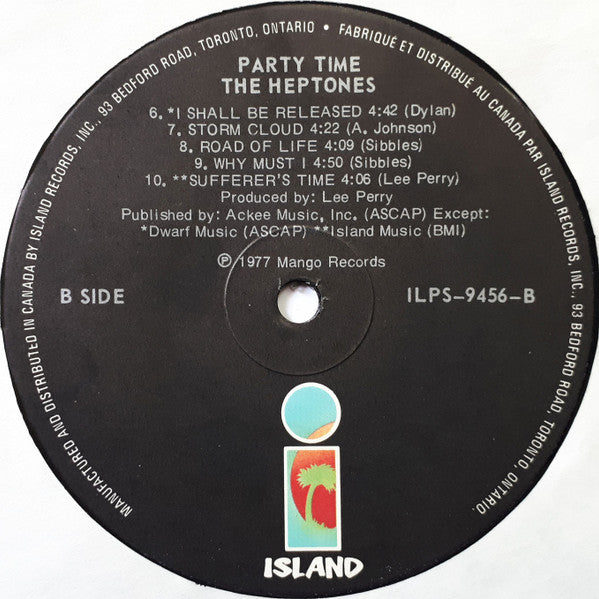 MANUFACTURED AND DISTRIBUTED IN CANADA BY ISLAND RECORDS, INC., 93 BEDFORD ROAD, TORONTO, ONTARIO • FABRIQUÉ ET DISTRIBUÉ AU CANADA PAR ISLAND RECORDS, INC., 93 BEDFORD ROAD, TORONTO, ONTARIO.
PARTY TIME
THE HEPTONES
6. *I SHALL BE RELEASED 4:42 (Dylan)
7. STORM CLOUD 4:22 (A. Johnson)
8. ROAD OF LIFE 4:09 (Sibbles)
9. WHY MUST I 4:50 (Sibbles)
10. **SUFFERER'S TIME 4:06 (Lee Perry)
Produced by: Lee Perry
Published by: Ackee Music, Inc. (ASCAP) Except:
*Dwarf Music (ASCAP) **Island Music (BMI)
℗ 1977 Mango Records
B SIDE
ILPS-9456-B
ISLAND